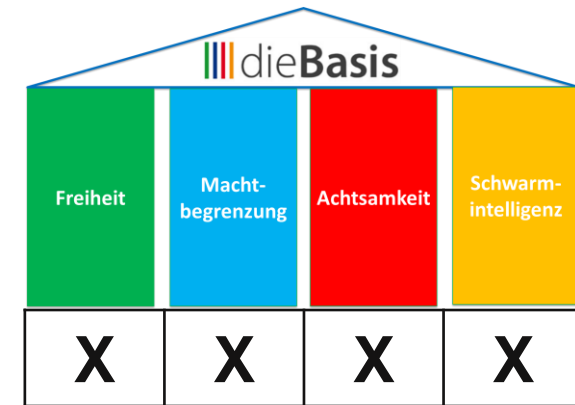 dieBasis
Freiheit
Macht-
begrenzung
Achtsamkeit
Schwarm-
intelligenz
X X X X